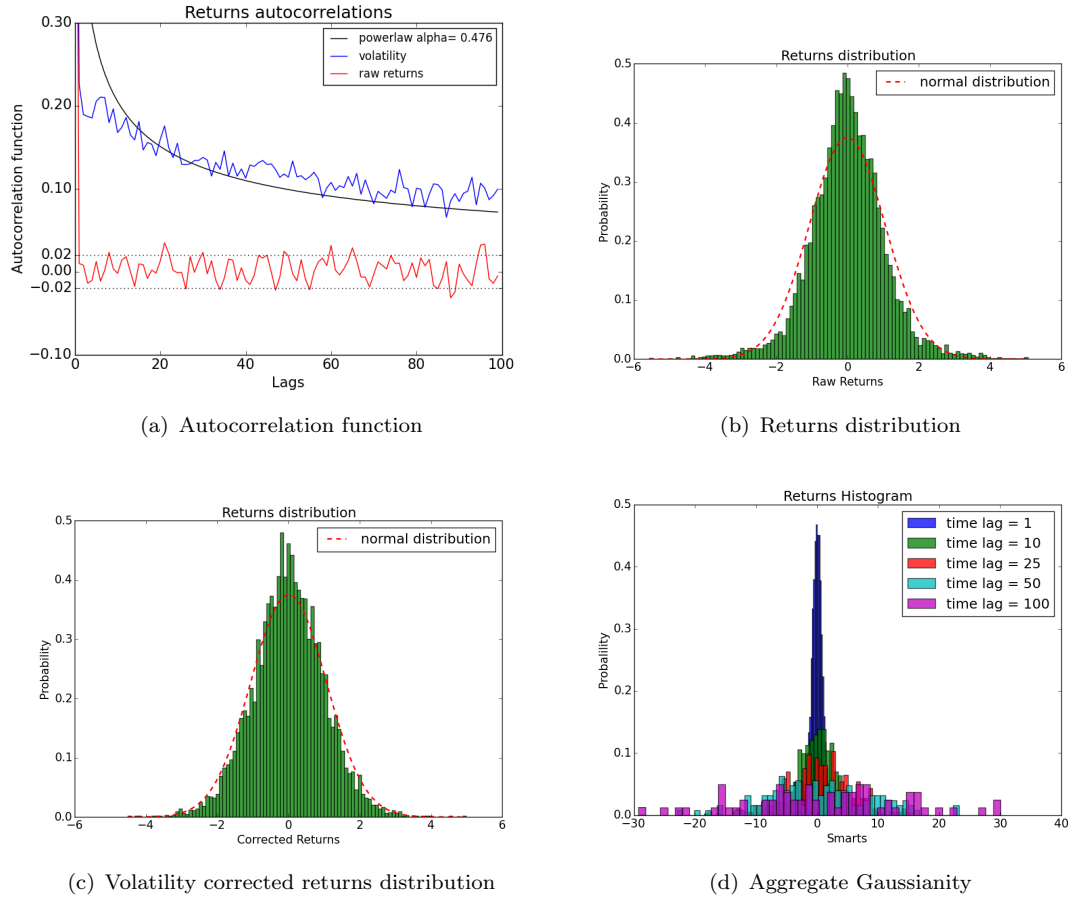 Returns autocorrelations
0.30
0.20
0.10
0.02
0.00
−0.02
−0.10
Autocorrelation function
powerlaw alpha= 0.476
volatility
raw returns
0 20 40 60 80 100
Lags
(a) Autocorrelation function
Returns distribution
0.5
0.4
0.3
0.2
0.1
0.0
Probability
normal distribution
−6 −4 −2 0 2 4 6
Raw Returns
(b) Returns distribution
Returns distribution
0.5
0.4
0.3
0.2
0.1
0.0
Probability
normal distribution
−6 −4 −2 0 2 4 6
Corrected Returns
(c) Volatility corrected returns distribution
Returns Histogram
0.5
0.4
0.3
0.2
0.1
0.0
Probalility
time lag = 1
time lag = 10
time lag = 25
time lag = 50
time lag = 100
−30 −20 −10 0 10 20 30 40
Smarts
(d) Aggregate Gaussianity